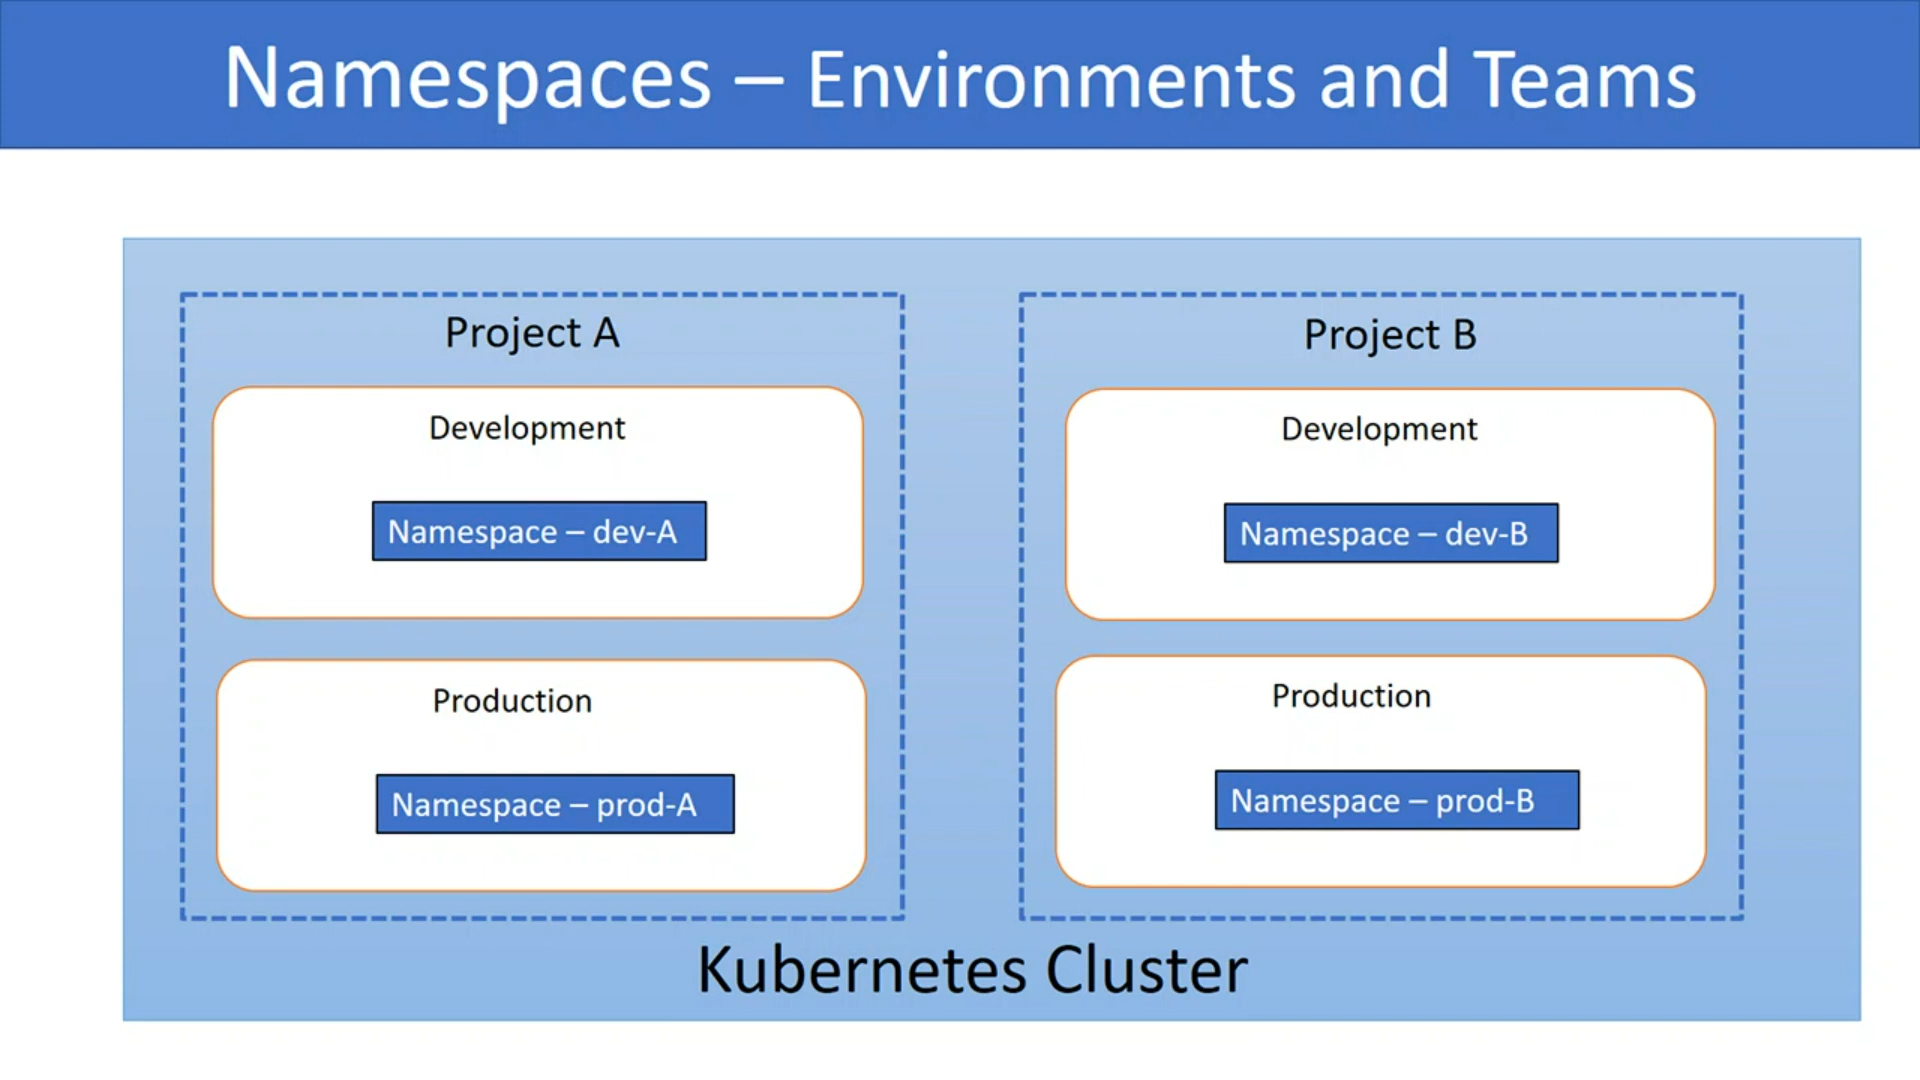 Namespaces – Environments and Teams
Project A
Development
Namespace – dev-A
Production
Namespace – prod-A
Project B
Development
Namespace – dev-B
Production
Namespace – prod-B
Kubernetes Cluster